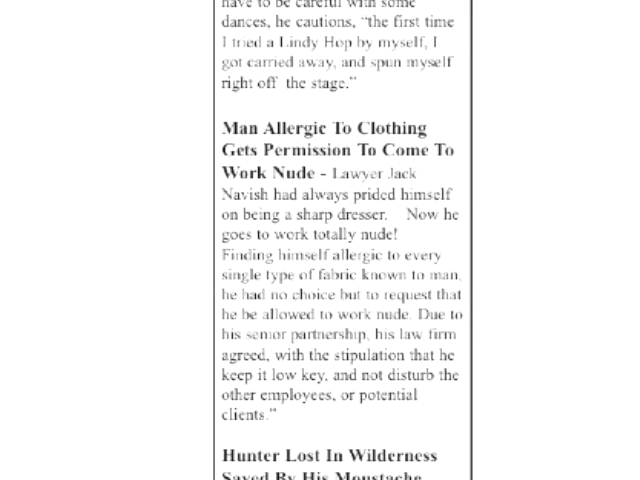 have to be careful with some
dances, he cautions, “the first time
I tried a Lindy Hop by myself, I
got carried away, and spun myself
right off the stage.”
Man Allergic To Clothing
Gets Permission To Come To
Work Nude - Lawyer Jack
Navish had always prided himself
on being a sharp dresser. Now he
goes to work totally nude!
Finding himself allergic to every
single type of fabric known to man,
he had no choice but to request that
he be allowed to work nude. Due to
his senior partnership, his law firm
agreed, with the stipulation that he
keep it low key, and not disturb the
other employees, or potential
clients.”
Hunter Lost In Wilderness
Saved By His Moustache